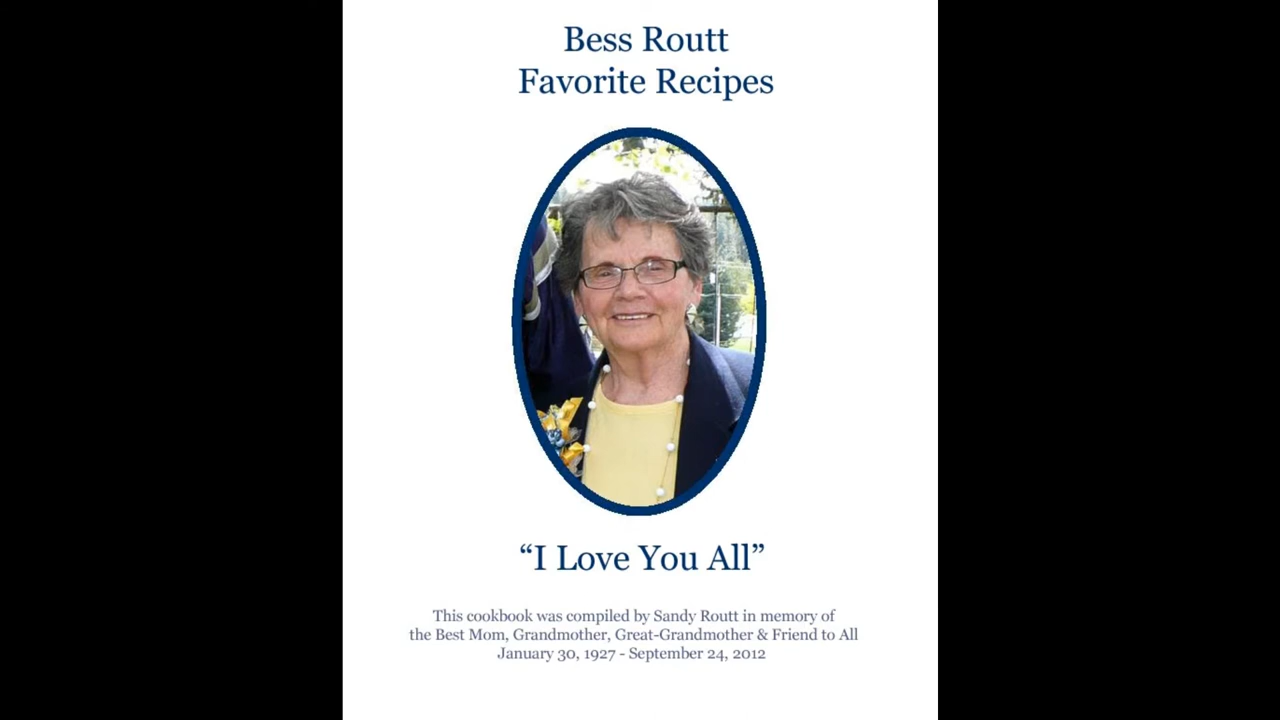 Bess Routt
Favorite Recipes
“I Love You All”
This cookbook was compiled by Sandy Routt in memory of
the Best Mom, Grandmother, Great-Grandmother & Friend to All
January 30, 1927 - September 24, 2012